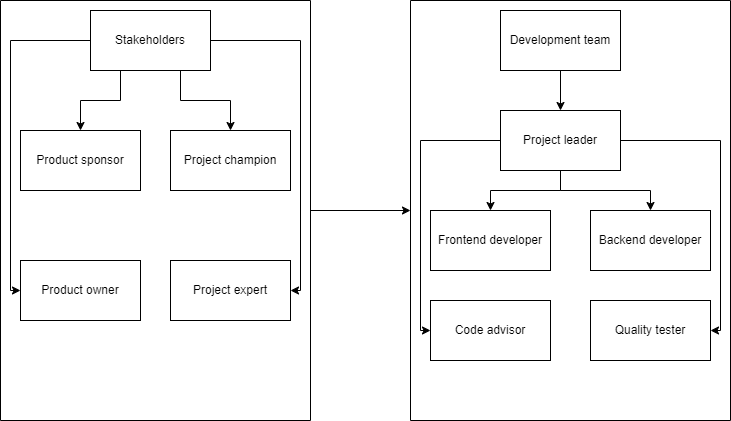 Stakeholders
Product sponsor
Project champion
Product owner
Project expert
Development team
Project leader
Frontend developer
Backend developer
Code advisor
Quality tester